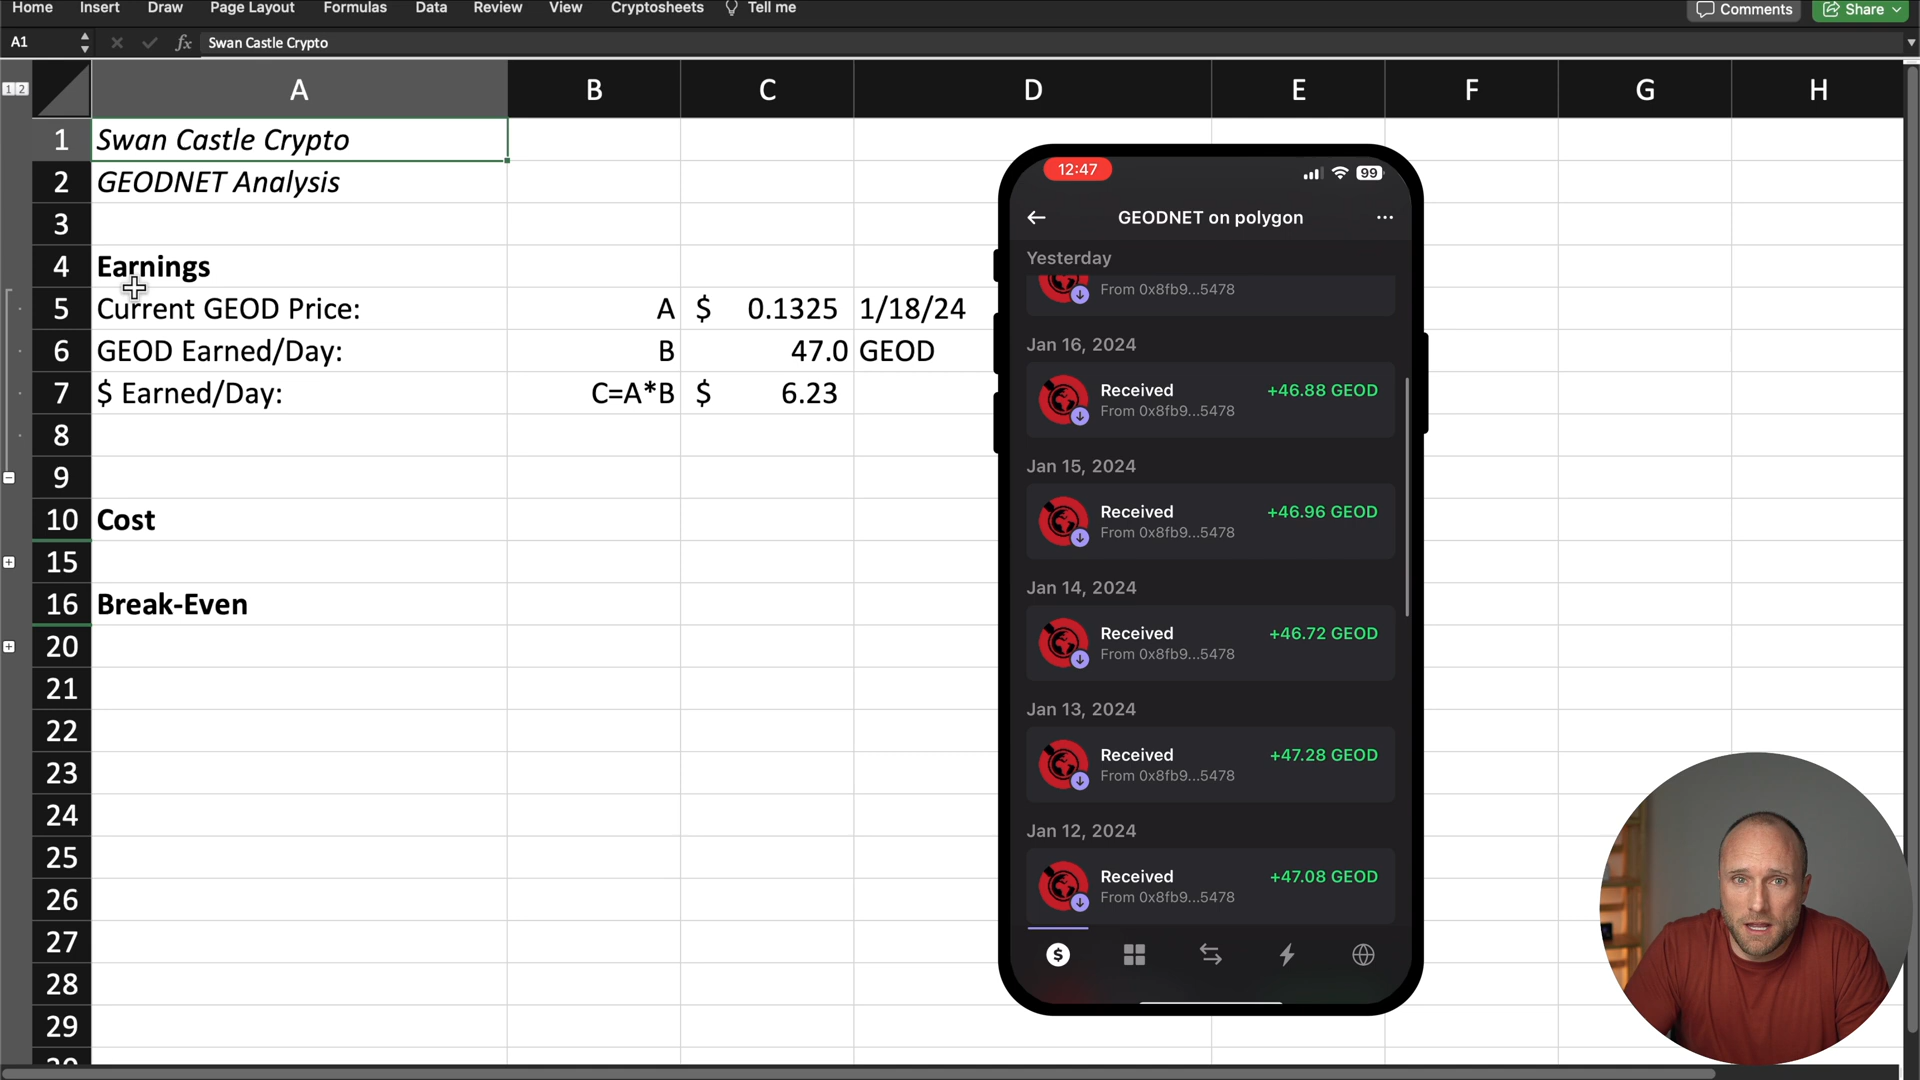 Home Insert Draw Page Layout Formulas Data Review View Cryptosheets Tell me Comments Share
A1 fx Swan Castle Crypto
1 2 A B C D E F G H
1 Swan Castle Crypto
2 GEODNET Analysis
3
4 Earnings
5 Current GEOD Price: A $ 0.1325 1/18/24
6 GEOD Earned/Day: B 47.0 GEOD
7 $ Earned/Day: C=A*B $ 6.23
8
9
10 Cost
15
16 Break-Even
20
21
22
23
24
25
26
27
28
29
12:47 99
GEODNET on polygon
Yesterday
From 0x8fb9...5478
Jan 16, 2024
Received +46.88 GEOD
From 0x8fb9...5478
Jan 15, 2024
Received +46.96 GEOD
From 0x8fb9...5478
Jan 14, 2024
Received +46.72 GEOD
From 0x8fb9...5478
Jan 13, 2024
Received +47.28 GEOD
From 0x8fb9...5478
Jan 12, 2024
Received +47.08 GEOD
From 0x8fb9...5478
$